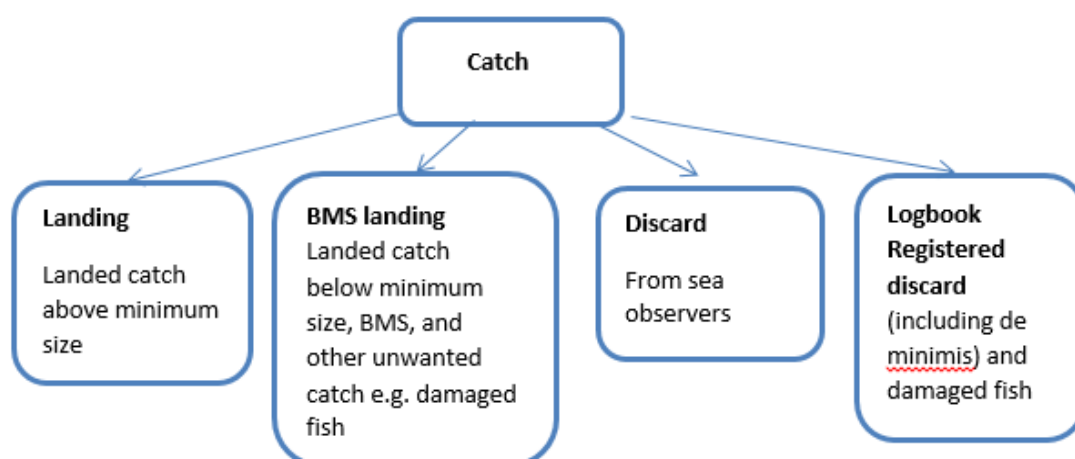 Catch
Landing
Landed catch
above minimum
size
BMS landing
Landed catch
below minimum
size, BMS, and
other unwanted
catch e.g. damaged
fish
Discard
From sea
observers
Logbook
Registered
discard
(including de
minimis) and
damaged fish